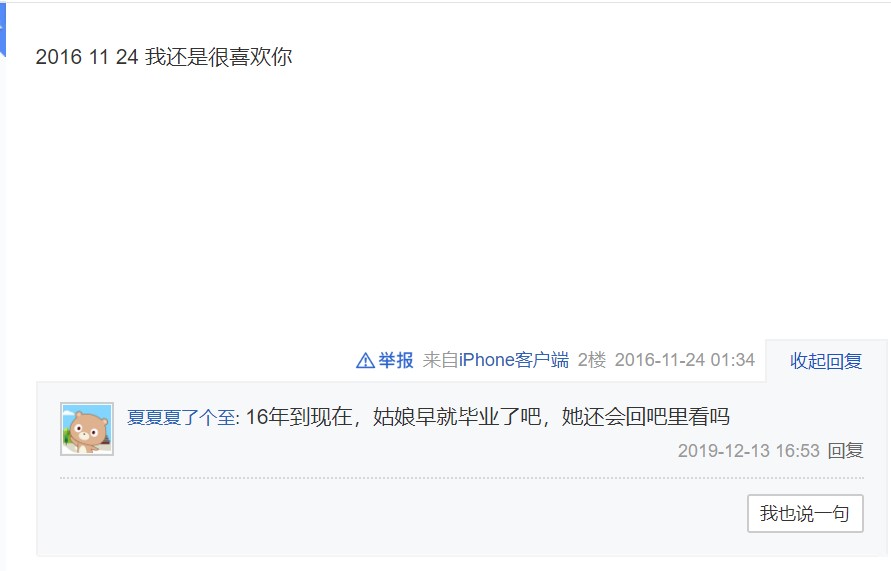 2016 11 24 我还是很喜欢你
举报 来自iPhone客户端 2楼 2016-11-24 01:34 收起回复
夏夏夏了个至: 16年到现在，姑娘早就毕业了吧，她还会回吧里看吗
2019-12-13 16:53 回复
我也说一句